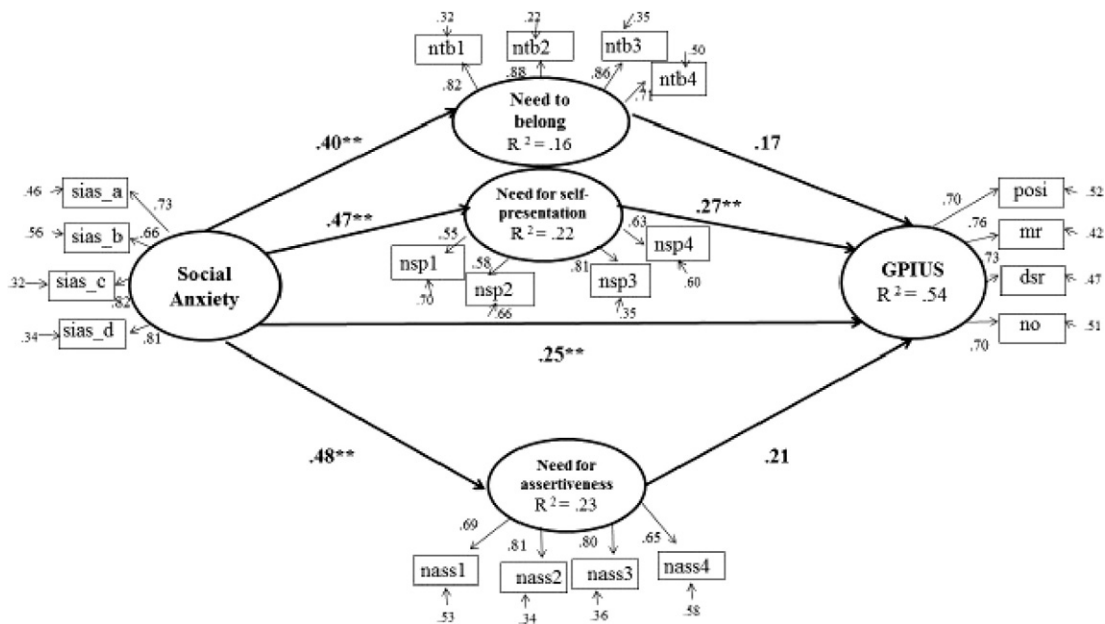 .32
.22
.35
.50
ntb1
ntb2
ntb3
ntb4
.82
.88
.86
.71
Need to
belong
R² = .16
.40**
.17
.46
sias_a
.73
.56
sias_b
.66
.32
sias_c
.82
.34
sias_d
.81
Social
Anxiety
.47**
Need for self-
presentation
R² = .22
.27**
.55
.58
.81
.63
nsp1
nsp2
nsp3
nsp4
.70
.66
.35
.60
GPIUS
R² = .54
.70
posi
.52
.76
mr
.42
.73
dsr
.47
.70
no
.51
.25**
.48**
.21
Need for
assertiveness
R² = .23
.69
.81
.80
.65
nass1
nass2
nass3
nass4
.53
.34
.36
.58